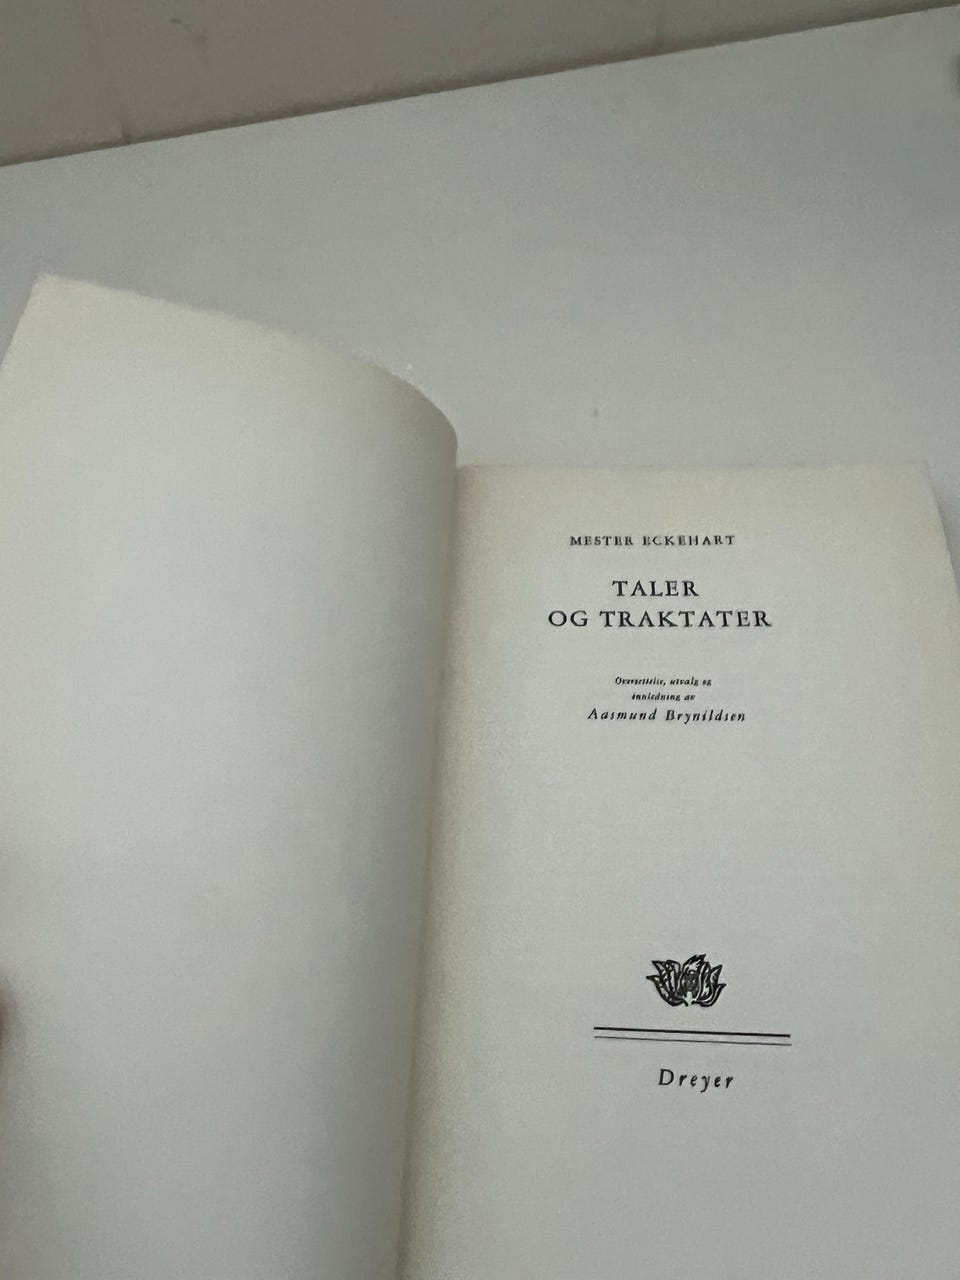 MESTER ECKEHART
TALER
OG TRAKTATER
Oversettelse, utvalg og
innledning av
Aasmund Brynildsen
Dreyer